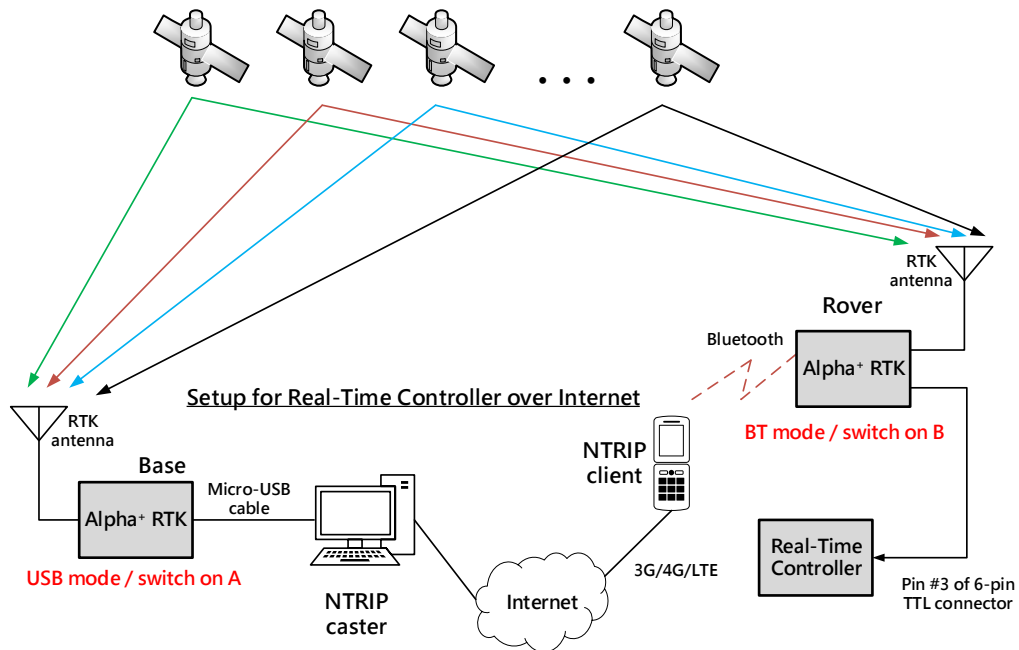 • • •
RTK
antenna
Rover
Bluetooth
Alpha⁺ RTK
Setup for Real-Time Controller over Internet
RTK
antenna
BT mode / switch on B
NTRIP
client
Base
Micro-USB
cable
Alpha⁺ RTK
USB mode / switch on A
Real-Time
Controller
3G/4G/LTE
Pin #3 of 6-pin
TTL connector
Internet
NTRIP
caster